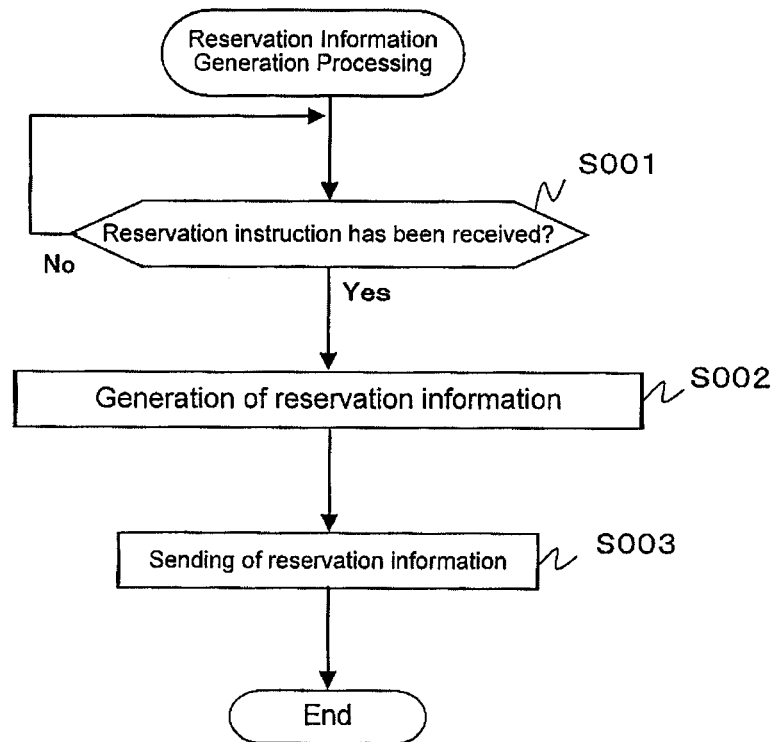 Reservation Information
Generation Processing
S001
Reservation instruction has been received?
No
Yes
S002
Generation of reservation information
S003
Sending of reservation information
End